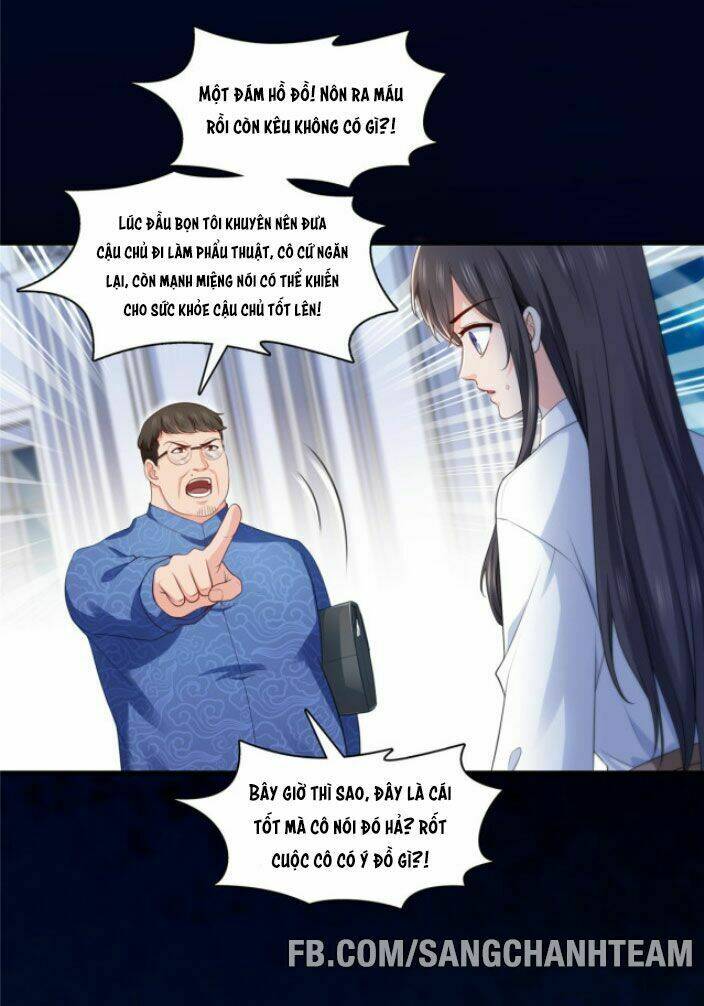 MỘT ĐÁM HỒ ĐỒ! NÔN RA MÁU
RỒI CÒN KÊU KHÔNG CÓ GÌ?!
LÚC ĐẦU BỌN TÔI KHUYÊN NÊN ĐƯA
CẬU CHỦ ĐI LÀM PHẪU THUẬT, CÔ CỨ NGĂN
LẠI, CÒN MẠNH MIỆNG NÓI CÓ THỂ KHIẾN
CHO SỨC KHỎE CẬU CHỦ TỐT LÊN!
BÂY GIỜ THÌ SAO, ĐÂY LÀ CÁI
TỐT MÀ CÔ NÓI ĐÓ HẢ? RỐT
CUỘC CÔ CÓ Ý ĐỒ GÌ?!
FB.COM/SANGCHANHTEAM